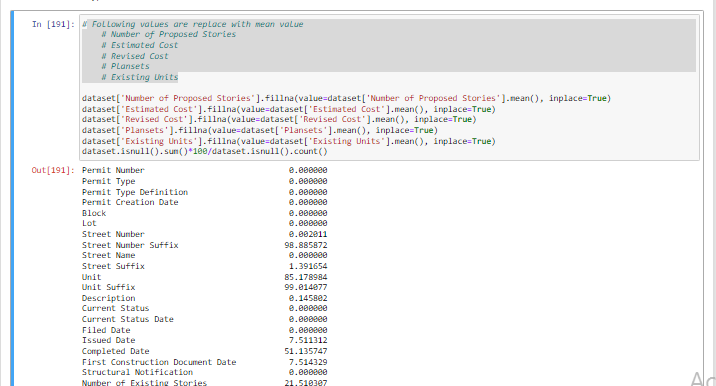 In [191]: # Following values are replace with mean value
# Number of Proposed Stories
# Estimated Cost
# Revised Cost
# Plansets
# Existing Units
dataset['Number of Proposed Stories'].fillna(value=dataset['Number of Proposed Stories'].mean(), inplace=True)
dataset['Estimated Cost'].fillna(value=dataset['Estimated Cost'].mean(), inplace=True)
dataset['Revised Cost'].fillna(value=dataset['Revised Cost'].mean(), inplace=True)
dataset['Plansets'].fillna(value=dataset['Plansets'].mean(), inplace=True)
dataset['Existing Units'].fillna(value=dataset['Existing Units'].mean(), inplace=True)
dataset.isnull().sum()*100/dataset.isnull().count()
Out[191]: Permit Number 0.000000
Permit Type 0.000000
Permit Type Definition 0.000000
Permit Creation Date 0.000000
Block 0.000000
Lot 0.000000
Street Number 0.002011
Street Number Suffix 98.885872
Street Name 0.000000
Street Suffix 1.391654
Unit 85.178984
Unit Suffix 99.014077
Description 0.145802
Current Status 0.000000
Current Status Date 0.000000
Filed Date 0.000000
Issued Date 7.511312
Completed Date 51.135747
First Construction Document Date 7.514329
Structural Notification 0.000000
Number of Existing Stories 21.510307